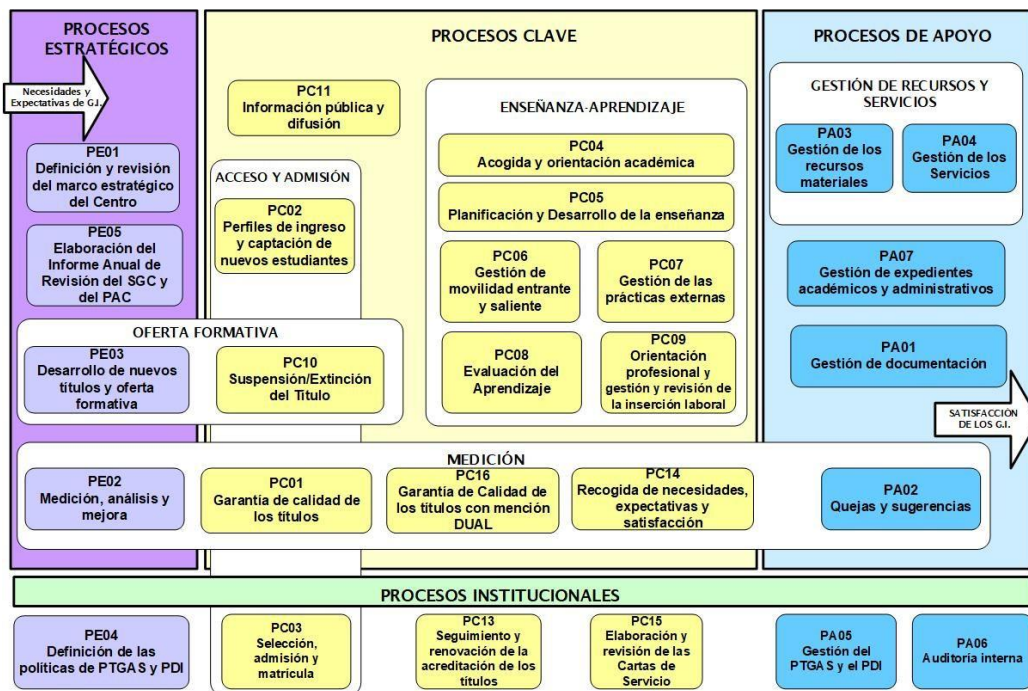 PROCESOS
ESTRATÉGICOS
Necesidades y
Expectativas de G.I.
PE01
Definición y revisión
del marco estratégico
del Centro
PE05
Elaboración del
Informe Anual de
Revisión del SGC y
del PAC
PROCESOS CLAVE
PC11
Información pública y
difusión
ACCESO Y ADMISIÓN
PC02
Perfiles de ingreso
y captación de
nuevos estudiantes
OFERTA FORMATIVA
PE03
Desarrollo de nuevos
títulos y oferta
formativa
PC10
Suspensión/Extinción
del Título
ENSEÑANZA-APRENDIZAJE
PC04
Acogida y orientación académica
PC05
Planificación y Desarrollo de la enseñanza
PC06
Gestión de
movilidad entrante
y saliente
PC07
Gestión de las
prácticas externas
PC08
Evaluación del
Aprendizaje
PC09
Orientación
profesional y
gestión y revisión de
la inserción laboral
PROCESOS DE APOYO
GESTIÓN DE RECURSOS Y
SERVICIOS
PA03
Gestión de los
recursos
materiales
PA04
Gestión de los
Servicios
PA07
Gestión de expedientes
académicos y administrativos
PA01
Gestión de documentación
SATISFACCIÓN
DE LOS G.I.
MEDICIÓN
PE02
Medición, análisis y
mejora
PC01
Garantía de calidad de
los títulos
PC16
Garantía de Calidad de
los títulos con mención
DUAL
PC14
Recogida de necesidades,
expectativas y
satisfacción
PA02
Quejas y sugerencias
PROCESOS INSTITUCIONALES
PE04
Definición de las
políticas de PTGAS y PDI
PC03
Selección,
admisión y
matrícula
PC13
Seguimiento y
renovación de la
acreditación de los
títulos
PC15
Elaboración y
revisión de las
Cartas de
Servicio
PA05
Gestión del
PTGAS y el PDI
PA06
Auditoría interna